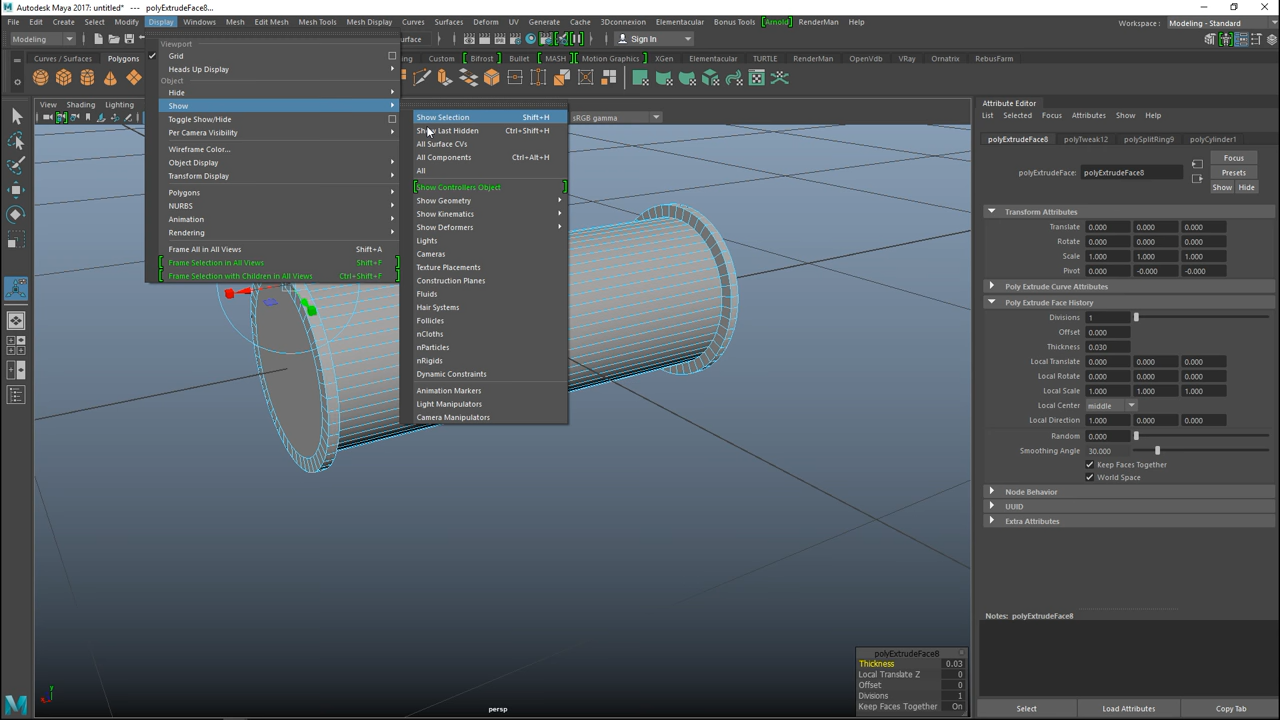 Autodesk Maya 2017: untitled* --- polyExtrudeFace8...
File Edit Create Select Modify Display Windows Mesh Edit Mesh Mesh Tools Mesh Display Curves Surfaces Deform UV Generate Cache 3Dconnexion Elementacular Bonus Tools [Arnold] RenderMan Help
Workspace : Modeling - Standard
Modeling
Sign In
Curves / Surfaces Polygons
Custom Bifrost Bullet MASH Motion Graphics XGen Elementacular TURTLE RenderMan OpenVdb VRay Ornatrix RebusFarm
View Shading Lighting
sRGB gamma
Viewport
Grid
Heads Up Display
Object
Hide
Show
Toggle Show/Hide
Per Camera Visibility
Wireframe Color...
Object Display
Transform Display
Polygons
NURBS
Animation
Rendering
Frame All in All Views Shift+A
Frame Selection in All Views Shift+F
Frame Selection with Children in All Views Ctrl+Shift+F
Show Selection Shift+H
Show Last Hidden Ctrl+Shift+H
All Surface CVs
All Components Ctrl+Alt+H
All
Show Controllers Object
Show Geometry
Show Kinematics
Show Deformers
Lights
Cameras
Texture Placements
Construction Planes
Fluids
Hair Systems
Follicles
nCloths
nParticles
nRigids
Dynamic Constraints
Animation Markers
Light Manipulators
Camera Manipulators
persp
polyExtrudeFace8
Thickness 0.03
Local Translate Z 0
Offset 0
Divisions 1
Keep Faces Together On
Attribute Editor
List Selected Focus Attributes Show Help
polyExtrudeFace8 polyTweak12 polySplitRing9 polyCylinder1
polyExtrudeFace: polyExtrudeFace8
Focus
Presets
Show Hide
Transform Attributes
Translate 0.000 0.000 0.000
Rotate 0.000 0.000 0.000
Scale 1.000 1.000 1.000
Pivot 0.000 -0.000 -0.000
Poly Extrude Curve Attributes
Poly Extrude Face History
Divisions 1
Offset 0.000
Thickness 0.030
Local Translate 0.000 0.000 0.000
Local Rotate 0.000 0.000 0.000
Local Scale 1.000 1.000 1.000
Local Center middle
Local Direction 1.000 0.000 0.000
Random 0.000
Smoothing Angle 30.000
Keep Faces Together
World Space
Node Behavior
UUID
Extra Attributes
Notes: polyExtrudeFace8
Select Load Attributes Copy Tab